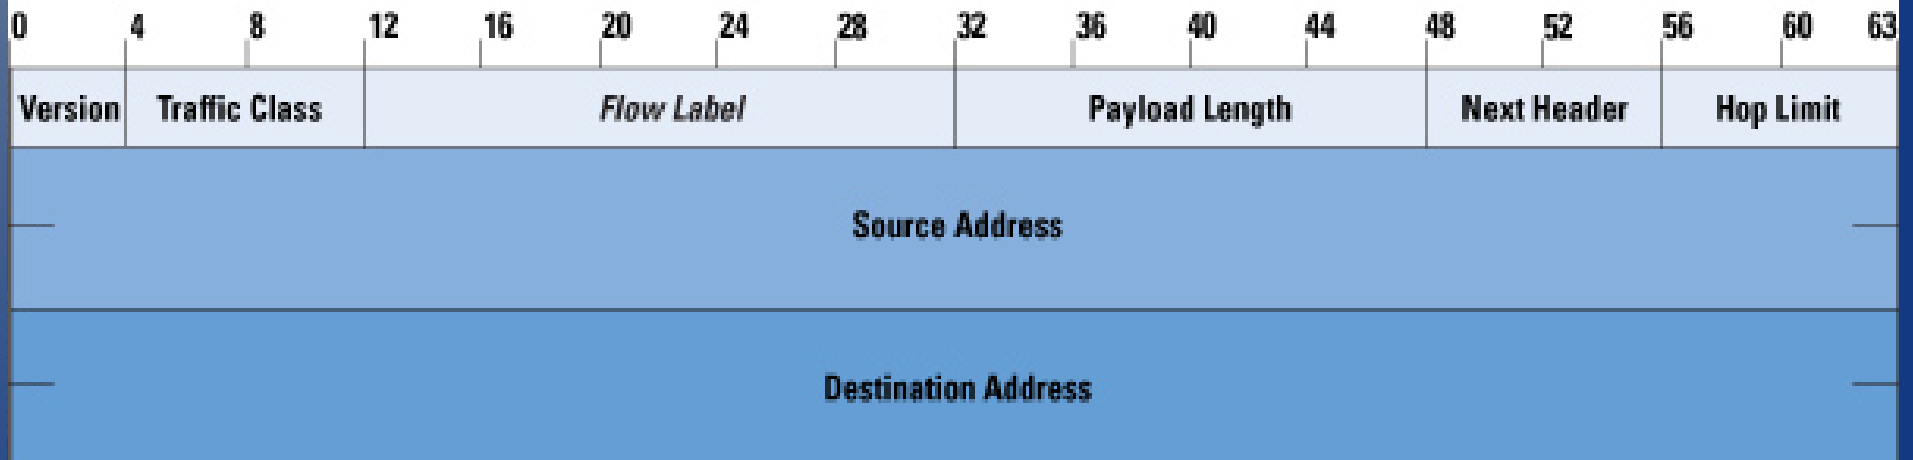 0 4 8 12 16 20 24 28 32 36 40 44 48 52 56 60 63
Version Traffic Class Flow Label Payload Length Next Header Hop Limit
Source Address
Destination Address